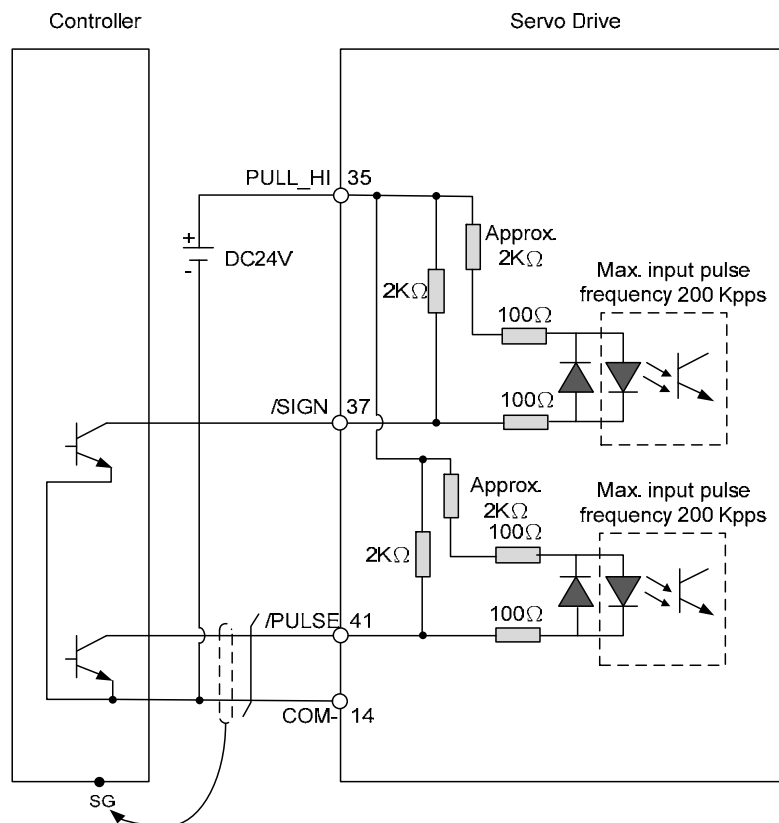 Controller
Servo Drive
PULL_HI
35
+
-
DC24V
Approx.
2KΩ
2KΩ
100Ω
100Ω
Max. input pulse
frequency 200 Kpps
/SIGN
37
Approx.
2KΩ
100Ω
2KΩ
100Ω
Max. input pulse
frequency 200 Kpps
/PULSE
41
COM-
14
SG